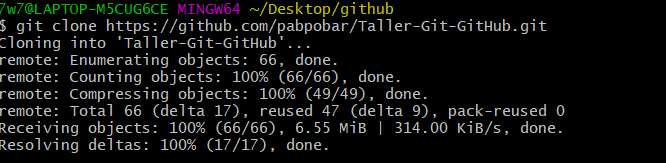 7w7@LAPTOP-M5CUG6CE MINGW64 ~/Desktop/github
$ git clone https://github.com/pabpobar/Taller-Git-GitHub.git
Cloning into 'Taller-Git-GitHub'...
remote: Enumerating objects: 66, done.
remote: Counting objects: 100% (66/66), done.
remote: Compressing objects: 100% (49/49), done.
remote: Total 66 (delta 17), reused 47 (delta 9), pack-reused 0
Receiving objects: 100% (66/66), 6.55 MiB | 314.00 KiB/s, done.
Resolving deltas: 100% (17/17), done.